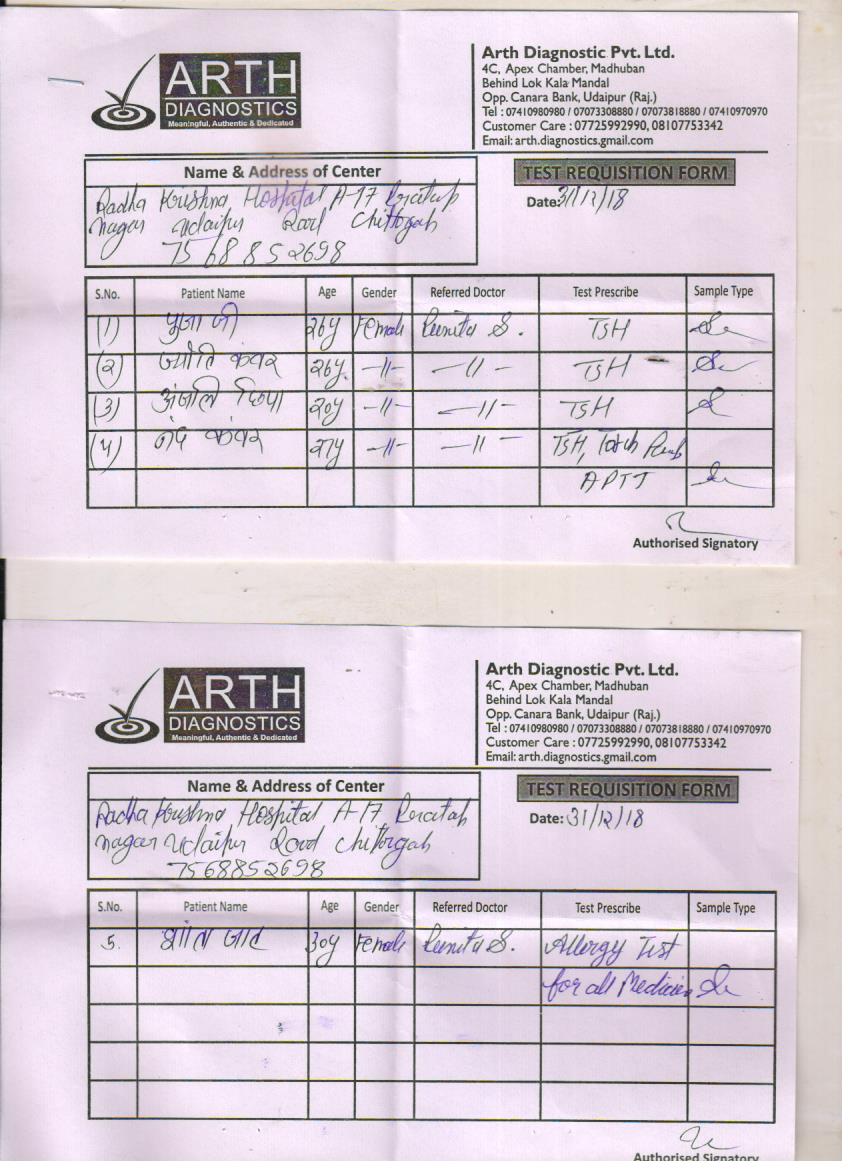 ARTH
DIAGNOSTICS
Meaningful, Authentic & Dedicated
Arth Diagnostic Pvt. Ltd.
4C, Apex Chamber, Madhuban
Behind Lok Kala Mandal
Opp. Canara Bank, Udaipur (Raj.)
Tel : 07410980980 / 07073308880 / 07073818880 / 07410970970
Customer Care : 07725992990, 08107753342
Email: arth.diagnostics.gmail.com
Name & Address of Center
Radha Krishna Hospital A-17
nagar Udaipur Road Chittorgah
7568852698
TEST REQUISITION FORM
Date: 31/12/18
S.No. Patient Name Age Gender Referred Doctor Test Prescribe Sample Type
(1) पुजा जी 26y Female S. TSH
(2) ज्योति कंवर 26y. -11- -11- TSH
(3) अंजलि 20y -11- -11- TSH
(4) कंवर 27y -11- -11- TSH, Torch
APTT
Authorised Signatory
ARTH
DIAGNOSTICS
Meaningful, Authentic & Dedicated
Arth Diagnostic Pvt. Ltd.
4C, Apex Chamber, Madhuban
Behind Lok Kala Mandal
Opp. Canara Bank, Udaipur (Raj.)
Tel : 07410980980 / 07073308880 / 07073818880 / 07410970970
Customer Care : 07725992990, 08107753342
Email: arth.diagnostics.gmail.com
Name & Address of Center
Radha Krishna Hospital A-17
nagar Udaipur Road Chittorgah
7568852698
TEST REQUISITION FORM
Date: 31/12/18
S.No. Patient Name Age Gender Referred Doctor Test Prescribe Sample Type
5. 30y Female S. Allergy Test
for all Medicien
Authorised Signatory